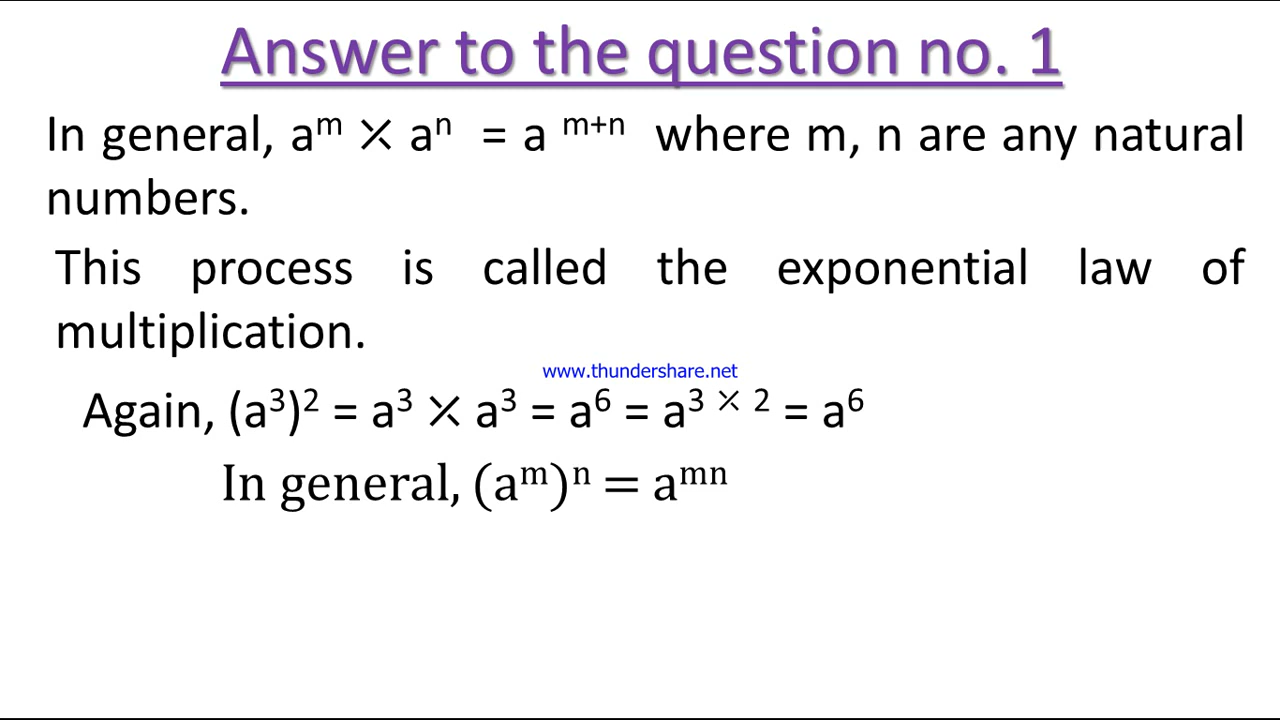 Answer to the question no. 1
In general, aᵐ × aⁿ = a ᵐ⁺ⁿ where m, n are any natural
numbers.
This process is called the exponential law of
multiplication.
www.thundershare.net
Again, (a³)² = a³ × a³ = a⁶ = a³ ˣ ² = a⁶
In general, (aᵐ)ⁿ = aᵐⁿ